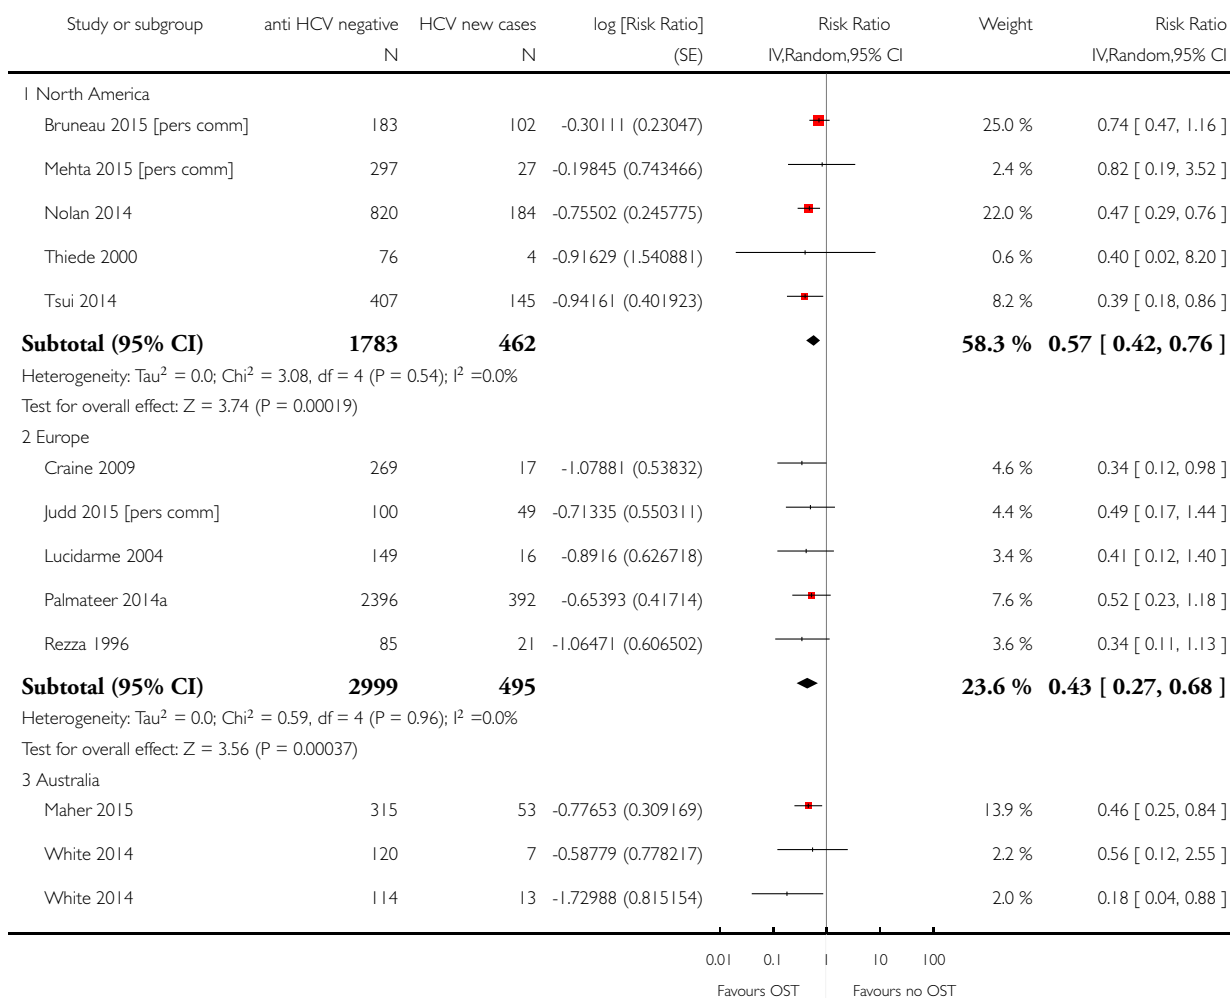 Study or subgroup anti HCV negative HCV new cases log [Risk Ratio] Risk Ratio Weight Risk Ratio
N N (SE) IV,Random,95% CI IV,Random,95% CI
1 North America
Bruneau 2015 [pers comm] 183 102 -0.30111 (0.23047) 25.0 % 0.74 [ 0.47, 1.16 ]
Mehta 2015 [pers comm] 297 27 -0.19845 (0.743466) 2.4 % 0.82 [ 0.19, 3.52 ]
Nolan 2014 820 184 -0.75502 (0.245775) 22.0 % 0.47 [ 0.29, 0.76 ]
Thiede 2000 76 4 -0.91629 (1.540881) 0.6 % 0.40 [ 0.02, 8.20 ]
Tsui 2014 407 145 -0.94161 (0.401923) 8.2 % 0.39 [ 0.18, 0.86 ]
Subtotal (95% CI) 1783 462 58.3 % 0.57 [ 0.42, 0.76 ]
Heterogeneity: Tau² = 0.0; Chi² = 3.08, df = 4 (P = 0.54); I² =0.0%
Test for overall effect: Z = 3.74 (P = 0.00019)
2 Europe
Craine 2009 269 17 -1.07881 (0.53832) 4.6 % 0.34 [ 0.12, 0.98 ]
Judd 2015 [pers comm] 100 49 -0.71335 (0.550311) 4.4 % 0.49 [ 0.17, 1.44 ]
Lucidarme 2004 149 16 -0.8916 (0.626718) 3.4 % 0.41 [ 0.12, 1.40 ]
Palmateer 2014a 2396 392 -0.65393 (0.41714) 7.6 % 0.52 [ 0.23, 1.18 ]
Rezza 1996 85 21 -1.06471 (0.606502) 3.6 % 0.34 [ 0.11, 1.13 ]
Subtotal (95% CI) 2999 495 23.6 % 0.43 [ 0.27, 0.68 ]
Heterogeneity: Tau² = 0.0; Chi² = 0.59, df = 4 (P = 0.96); I² =0.0%
Test for overall effect: Z = 3.56 (P = 0.00037)
3 Australia
Maher 2015 315 53 -0.77653 (0.309169) 13.9 % 0.46 [ 0.25, 0.84 ]
White 2014 120 7 -0.58779 (0.778217) 2.2 % 0.56 [ 0.12, 2.55 ]
White 2014 114 13 -1.72988 (0.815154) 2.0 % 0.18 [ 0.04, 0.88 ]
0.01 0.1 1 10 100
Favours OST Favours no OST